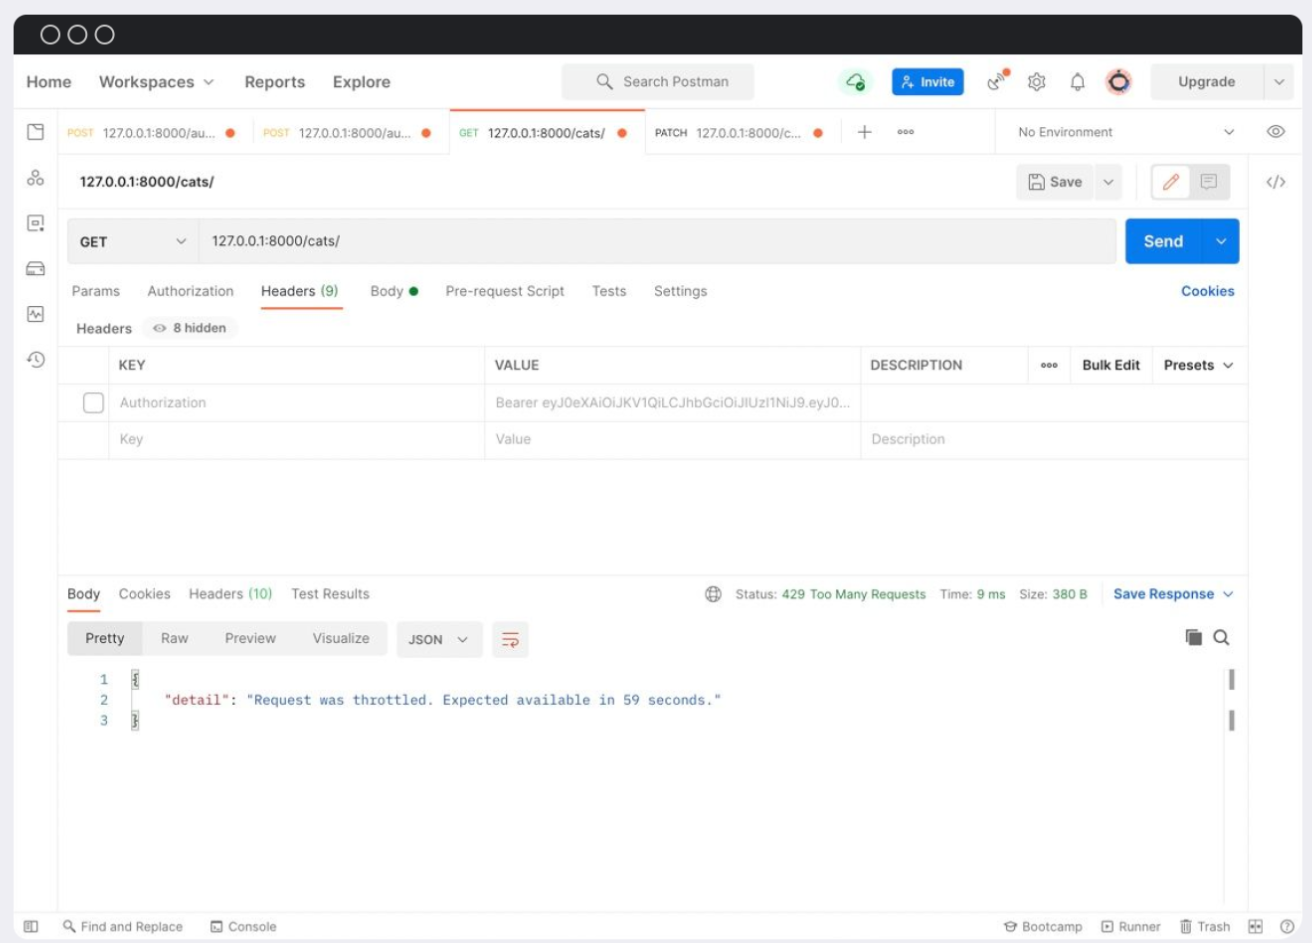 Home Workspaces Reports Explore Search Postman Invite Upgrade
POST 127.0.0.1:8000/au... POST 127.0.0.1:8000/au... GET 127.0.0.1:8000/cats/ PATCH 127.0.0.1:8000/c... No Environment
127.0.0.1:8000/cats/ Save
GET 127.0.0.1:8000/cats/ Send
Params Authorization Headers (9) Body Pre-request Script Tests Settings Cookies
Headers 8 hidden
KEY VALUE DESCRIPTION Bulk Edit Presets
Authorization Bearer eyJ0eXAiOiJKV1QiLCJhbGciOiJIUzI1NiJ9.eyJ0...
Key Value Description
Body Cookies Headers (10) Test Results Status: 429 Too Many Requests Time: 9 ms Size: 380 B Save Response
Pretty Raw Preview Visualize JSON
1 {
2 "detail": "Request was throttled. Expected available in 59 seconds."
3 }
Find and Replace Console Bootcamp Runner Trash